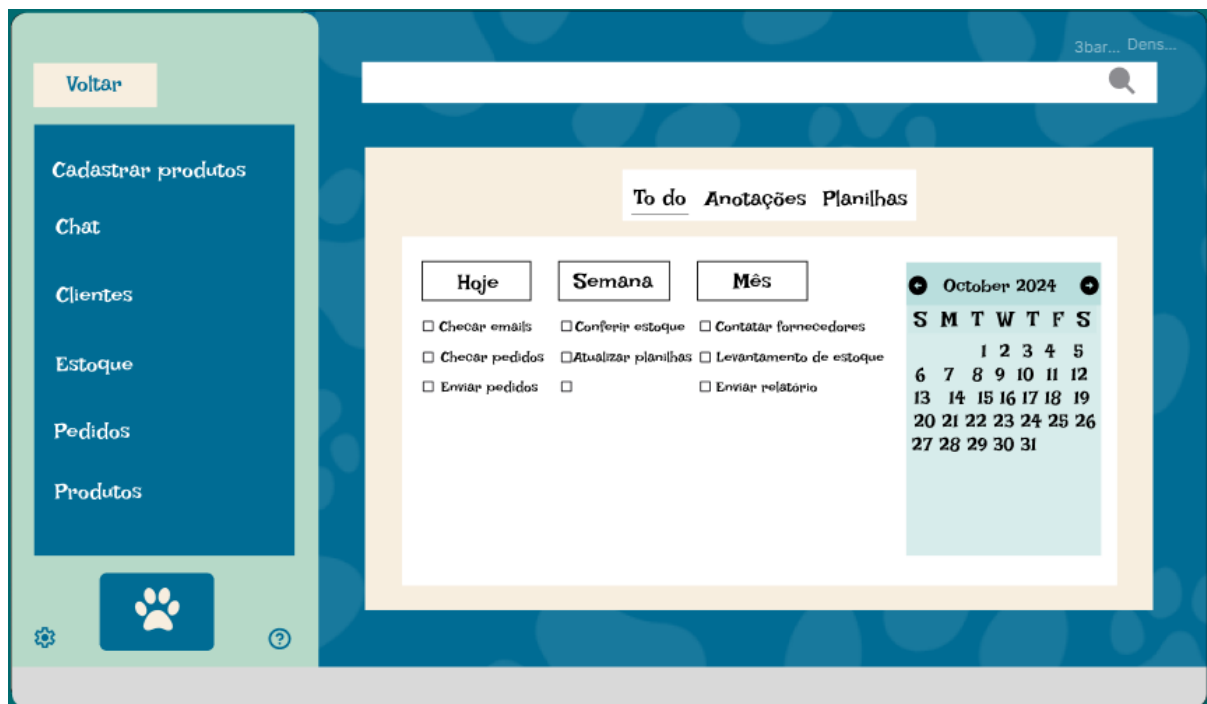 3bar... Dens...
Voltar
Cadastrar produtos
Chat
Clientes
Estoque
Pedidos
Produtos
To do Anotações Planilhas
Hoje
Checar emails
Checar pedidos
Enviar pedidos
Semana
Conferir estoque
Atualizar planilhas
Mês
Contatar fornecedores
Levantamento de estoque
Enviar relatório
October 2024
S M T W T F S
1 2 3 4 5
6 7 8 9 10 11 12
13 14 15 16 17 18 19
20 21 22 23 24 25 26
27 28 29 30 31
?